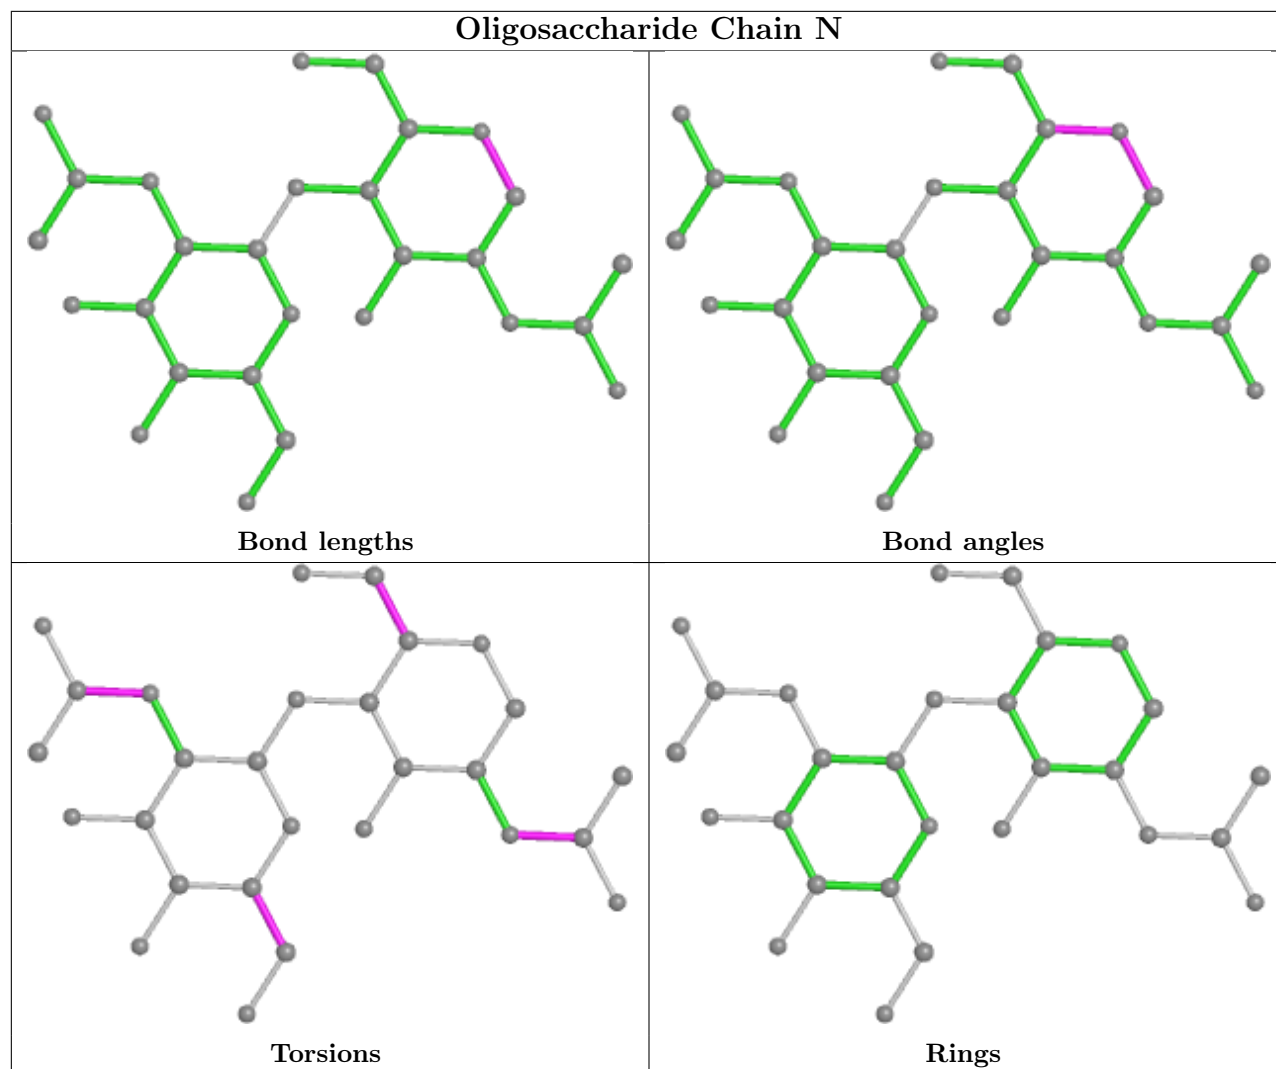 Oligosaccharide Chain N
Bond lengths
Bond angles
Torsions
Rings